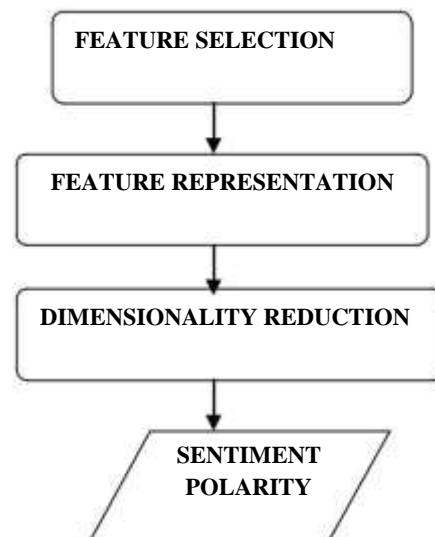 FEATURE SELECTION
FEATURE REPRESENTATION
DIMENSIONALITY REDUCTION
SENTIMENT
POLARITY